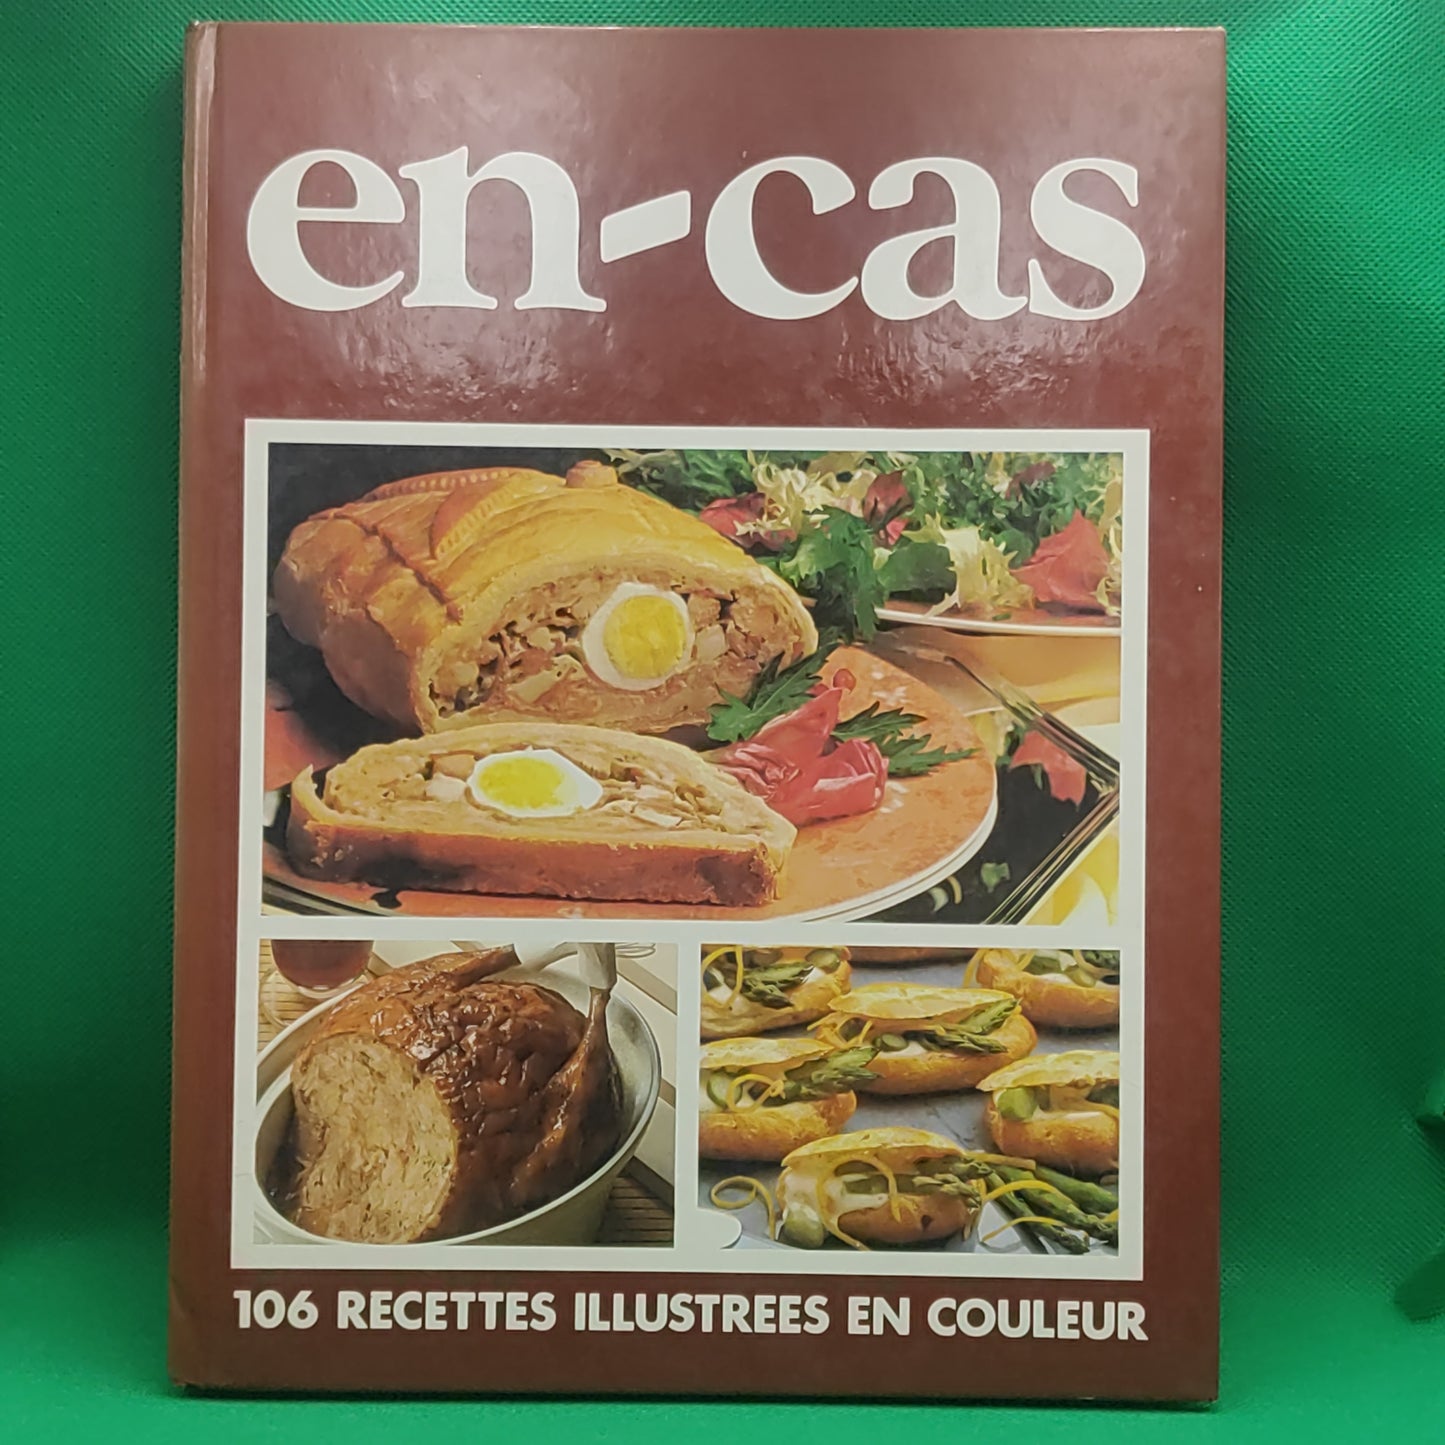 en-cas
106 RECETTES ILLUSTREES EN COULEUR